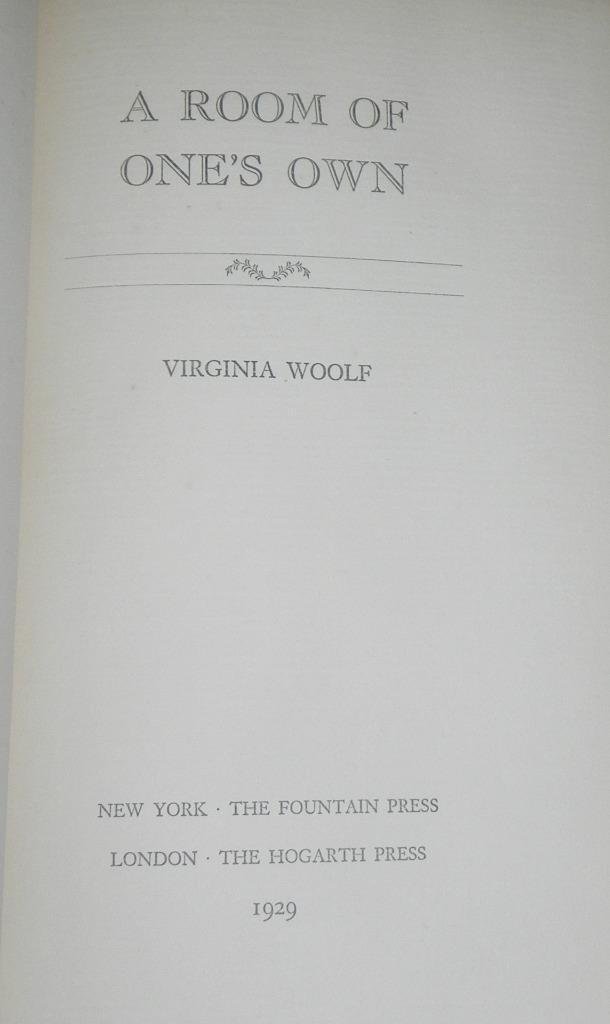 A ROOM OF
ONE'S OWN
VIRGINIA WOOLF
NEW YORK · THE FOUNTAIN PRESS
LONDON · THE HOGARTH PRESS
1929